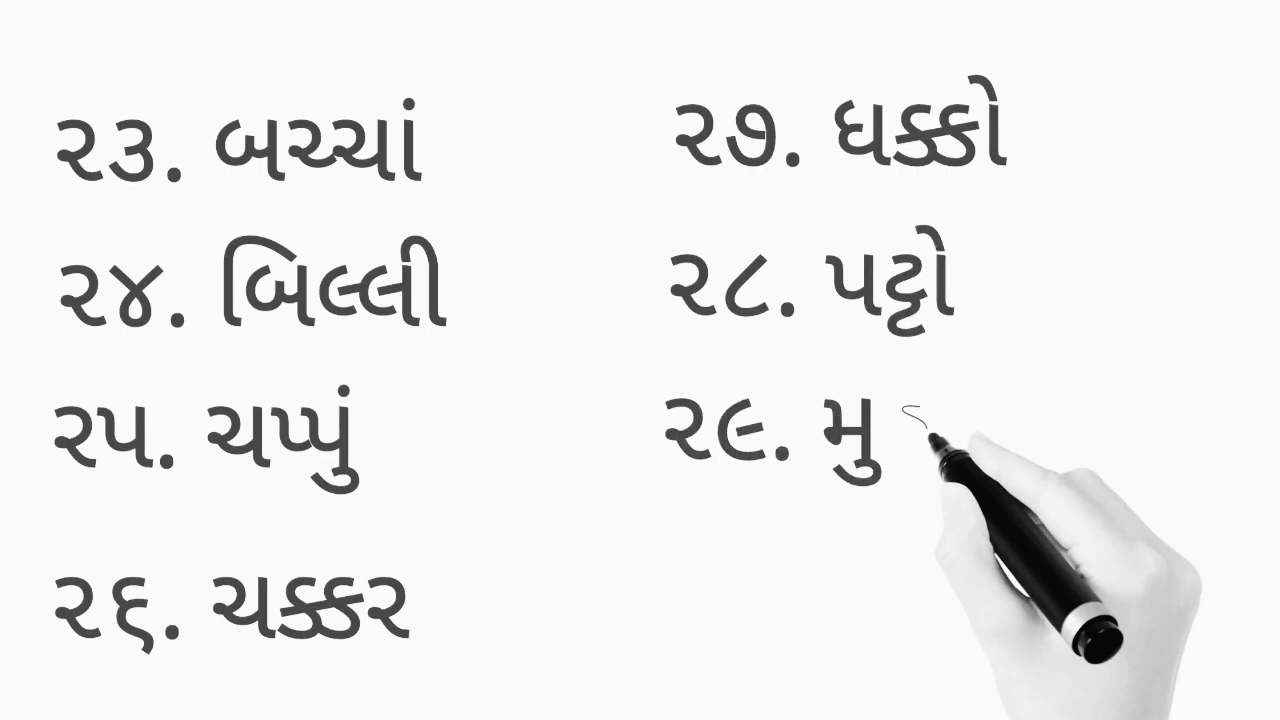 ૨૩. બચ્ચાં
૨૪. બિલ્લી
૨૫. ચપ્પું
૨૬. ચક્કર
૨૭. ધક્કો
૨૮. પટ્ટો
૨૯. મુ